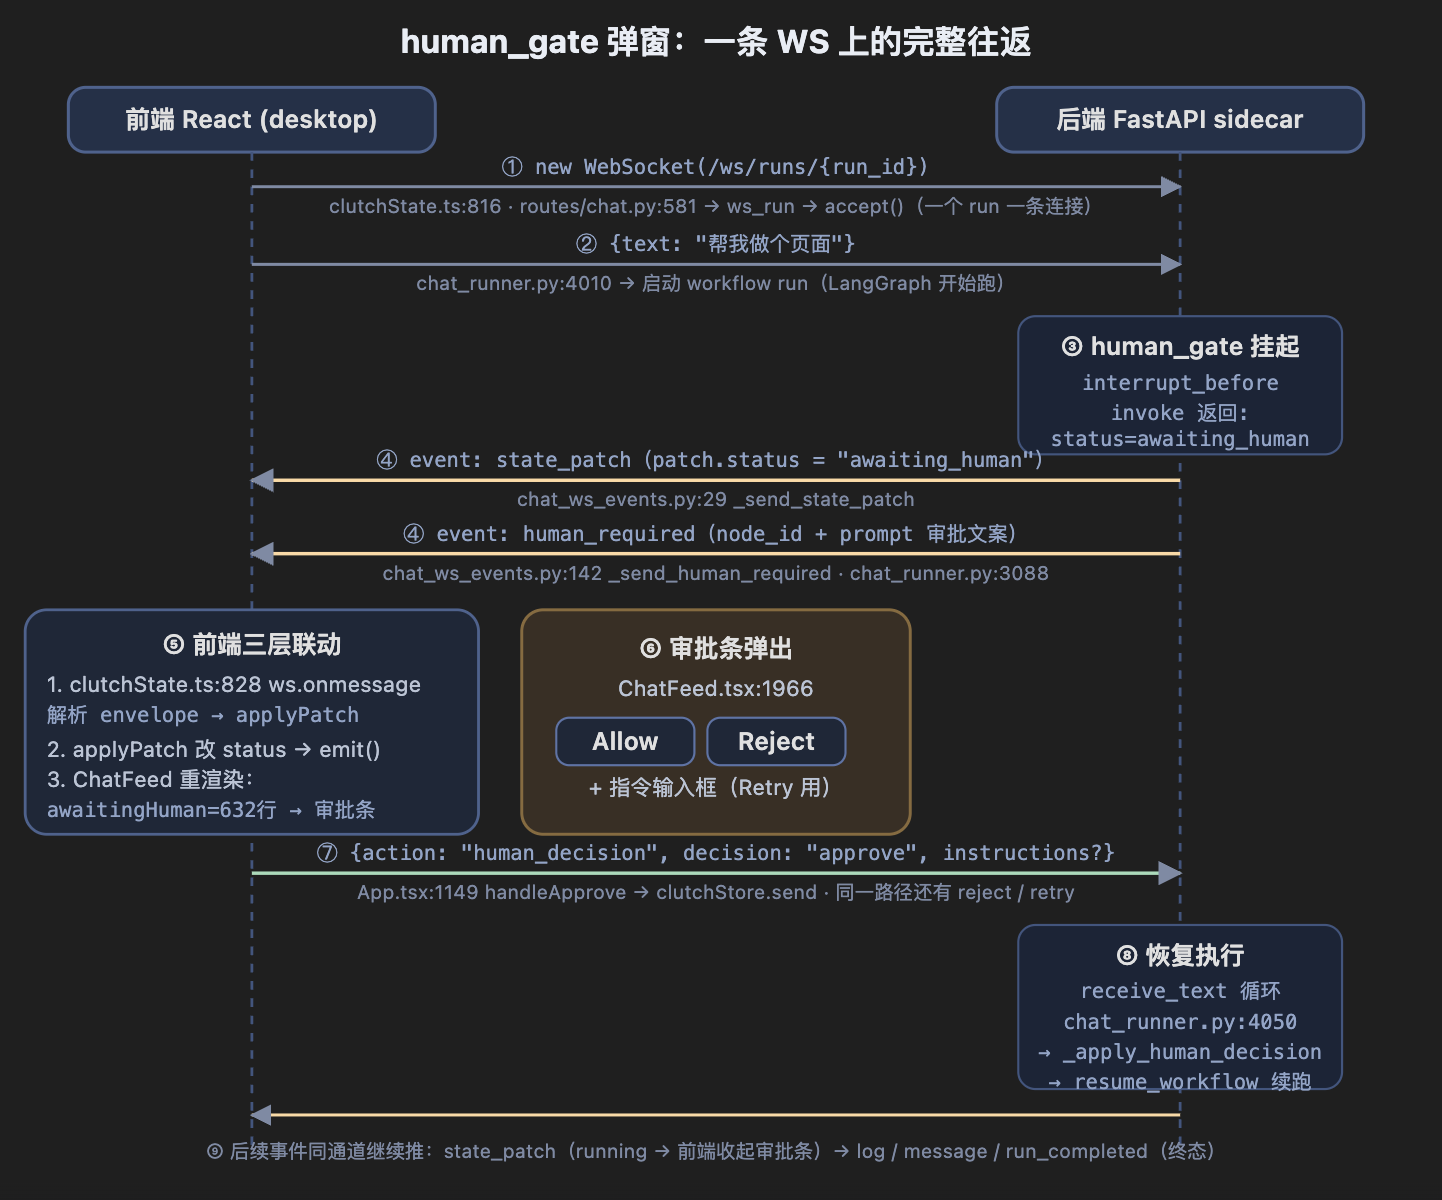 human_gate 弹窗：一条 WS 上的完整往返
前端 React (desktop)
后端 FastAPI sidecar
① new WebSocket(/ws/runs/{run_id})
clutchState.ts:816 · routes/chat.py:581 → ws_run → accept()（一个 run 一条连接）
② {text: "帮我做个页面"}
chat_runner.py:4010 → 启动 workflow run（LangGraph 开始跑）
③ human_gate 挂起
interrupt_before
invoke 返回:
status=awaiting_human
④ event: state_patch（patch.status = "awaiting_human"）
chat_ws_events.py:29 _send_state_patch
④ event: human_required（node_id + prompt 审批文案）
chat_ws_events.py:142 _send_human_required · chat_runner.py:3088
⑤ 前端三层联动
1. clutchState.ts:828 ws.onmessage
解析 envelope → applyPatch
2. applyPatch 改 status → emit()
3. ChatFeed 重渲染：
awaitingHuman=632行 → 审批条
⑥ 审批条弹出
ChatFeed.tsx:1966
Allow
Reject
+ 指令输入框（Retry 用）
⑦ {action: "human_decision", decision: "approve", instructions?}
App.tsx:1149 handleApprove → clutchStore.send · 同一路径还有 reject / retry
⑧ 恢复执行
receive_text 循环
chat_runner.py:4050
→ _apply_human_decision
→ resume_workflow 续跑
⑨ 后续事件同通道继续推：state_patch（running → 前端收起审批条）→ log / message / run_completed（终态）